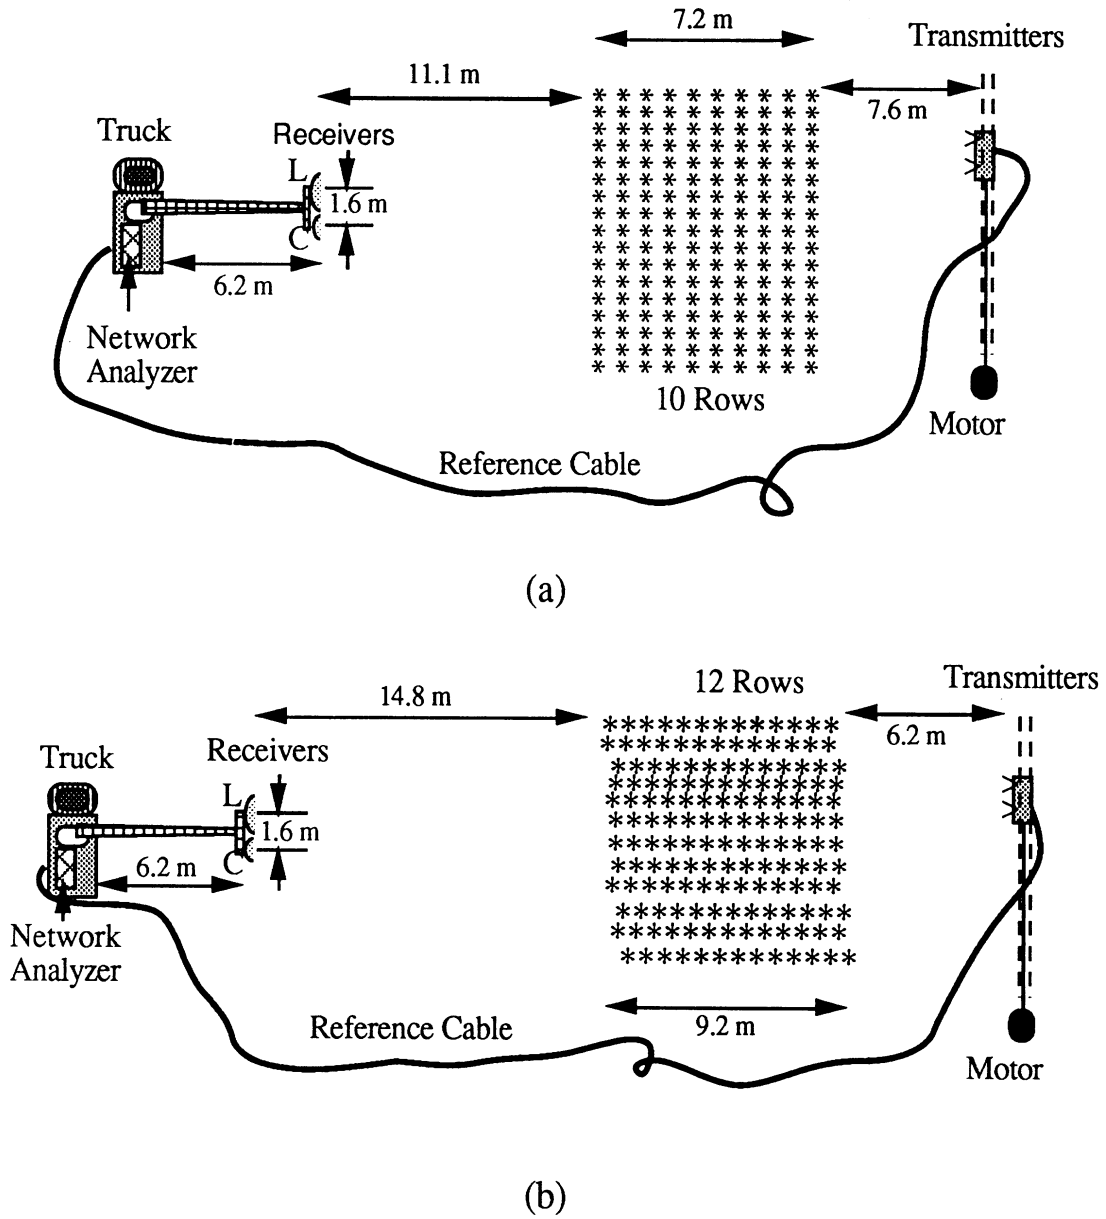 7.2 m
Transmitters
11.1 m
7.6 m
Truck
Receivers
L
1.6 m
C
6.2 m
Network
Analyzer
10 Rows
Motor
Reference Cable
(a)
12 Rows
Transmitters
14.8 m
6.2 m
Truck
Receivers
L
1.6 m
C
6.2 m
Network
Analyzer
9.2 m
Reference Cable
Motor
(b)